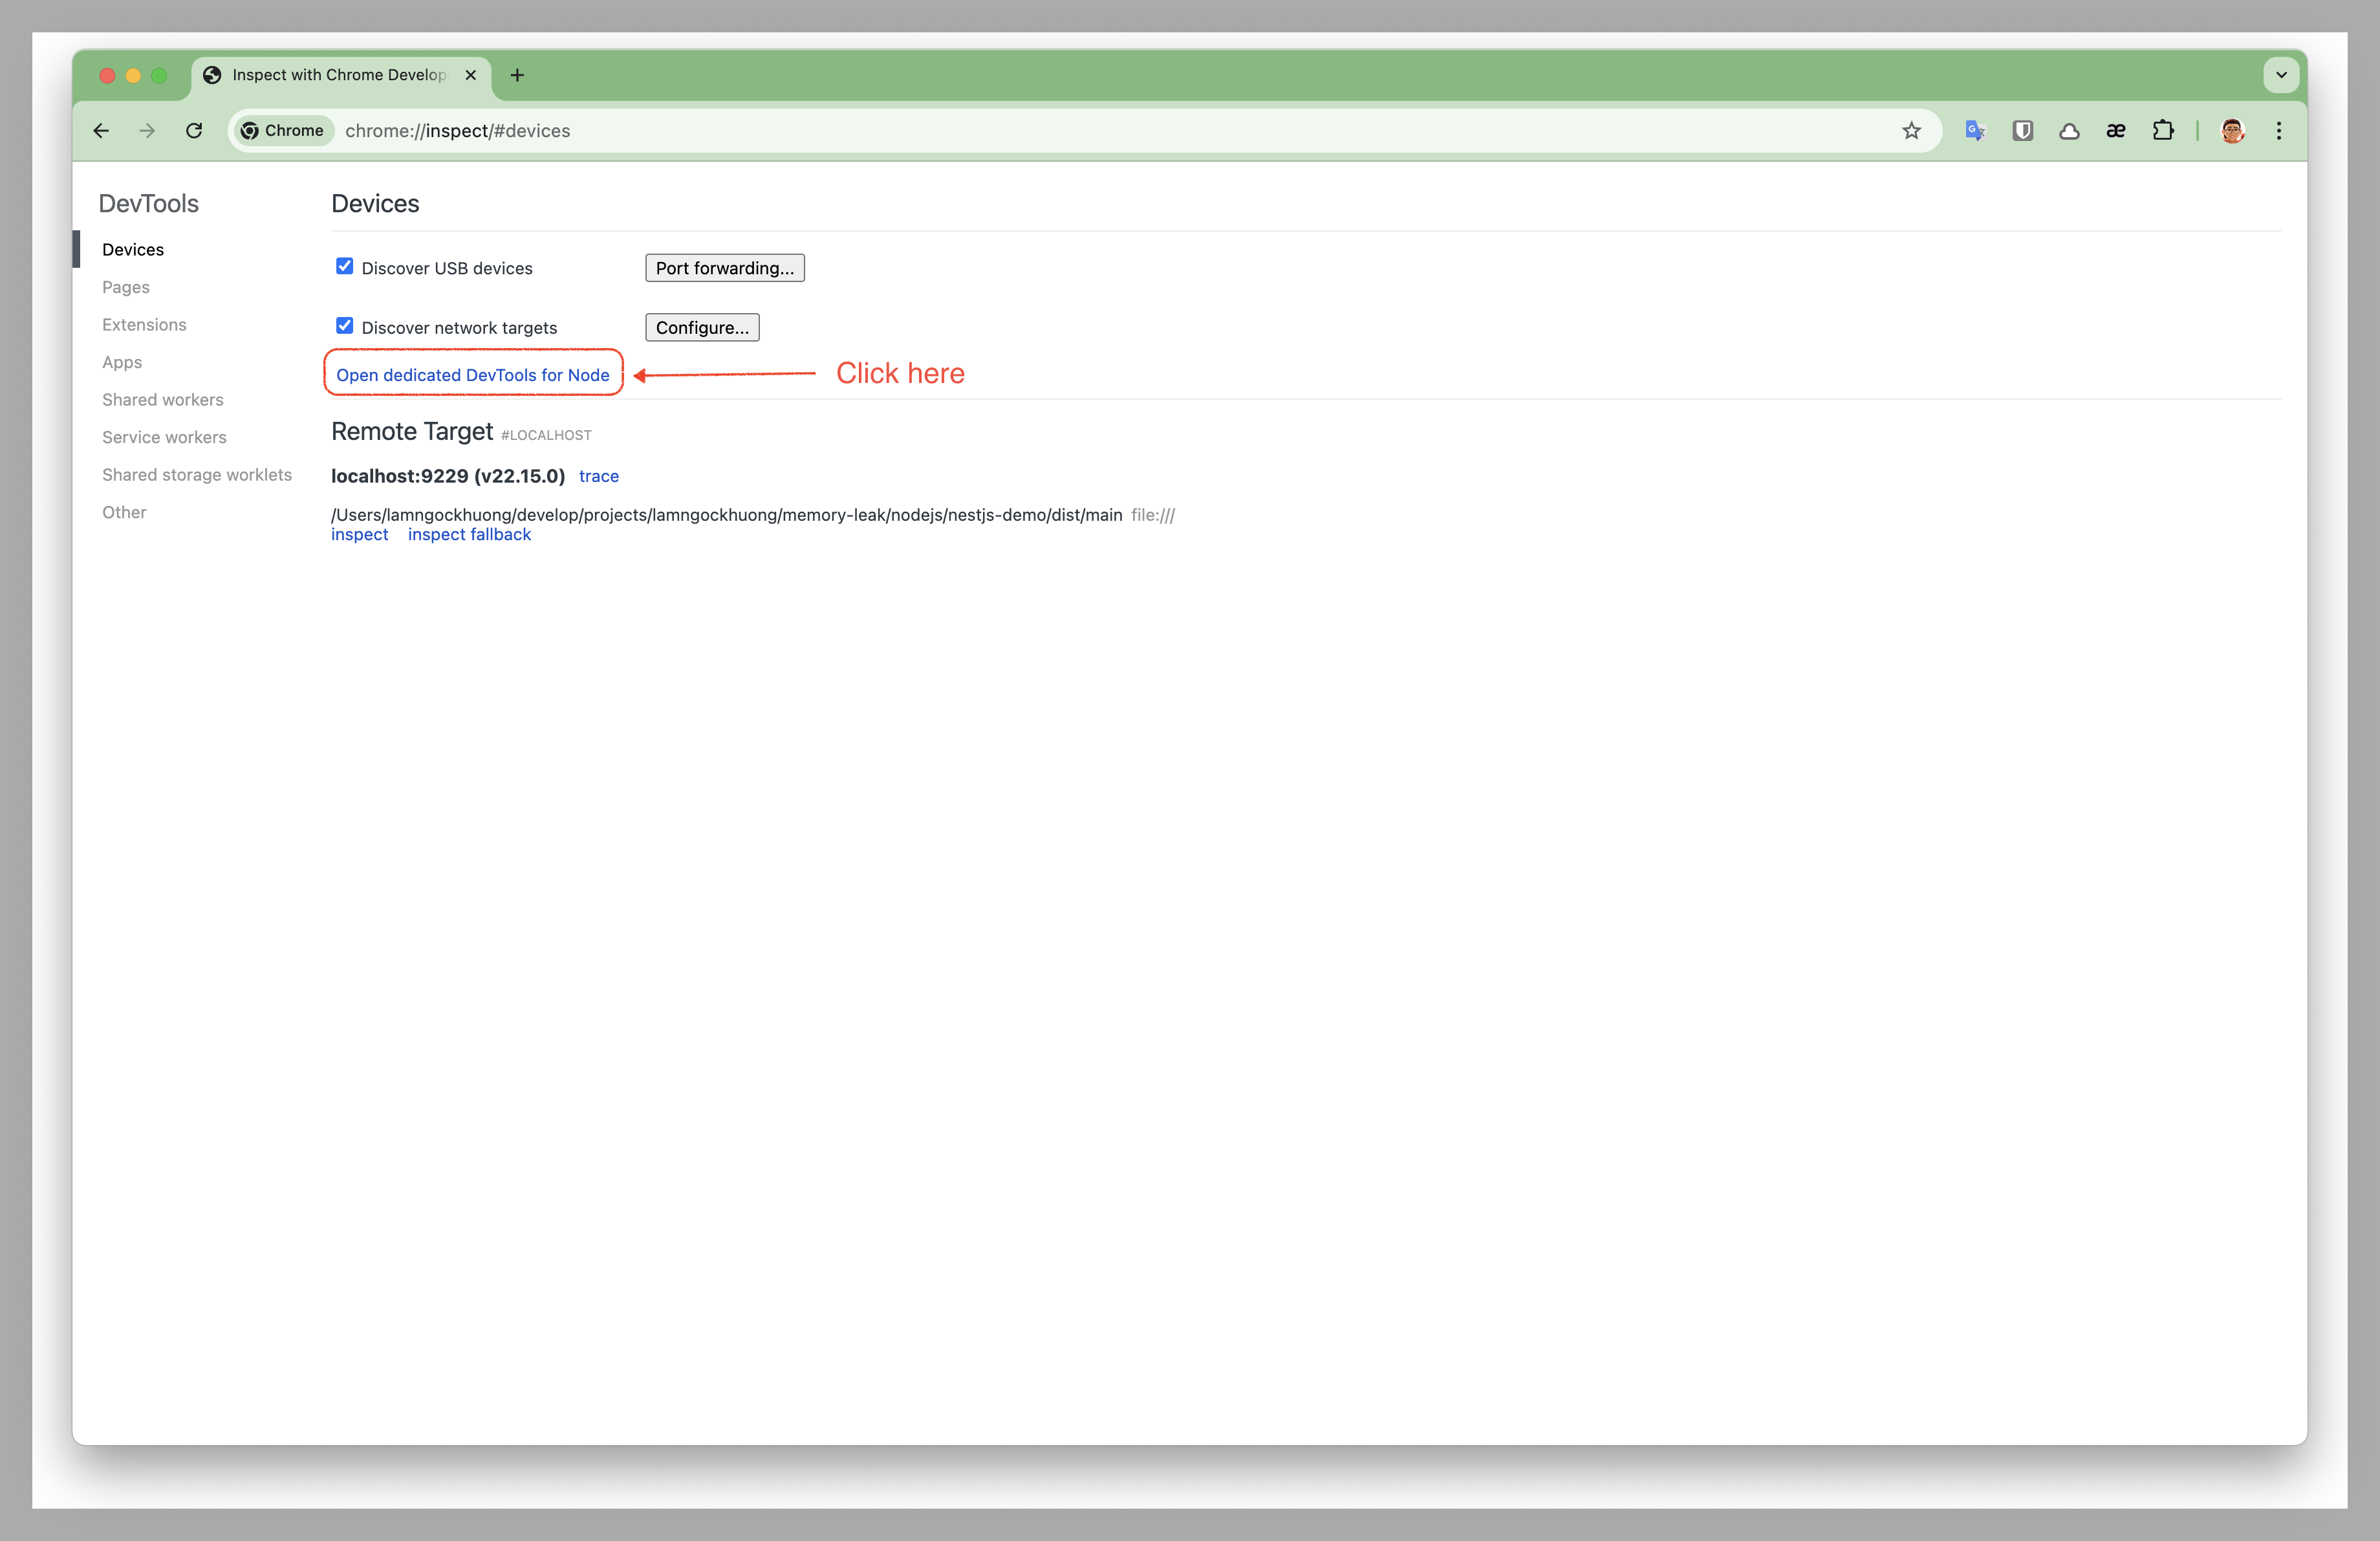 Inspect with Chrome Develop
Chrome chrome://inspect/#devices
DevTools
Devices
Pages
Extensions
Apps
Shared workers
Service workers
Shared storage worklets
Other
Devices
Discover USB devices Port forwarding...
Discover network targets Configure...
Open dedicated DevTools for Node Click here
Remote Target #LOCALHOST
localhost:9229 (v22.15.0) trace
/Users/lamngockhuong/develop/projects/lamngockhuong/memory-leak/nodejs/nestjs-demo/dist/main file:///
inspect inspect fallback